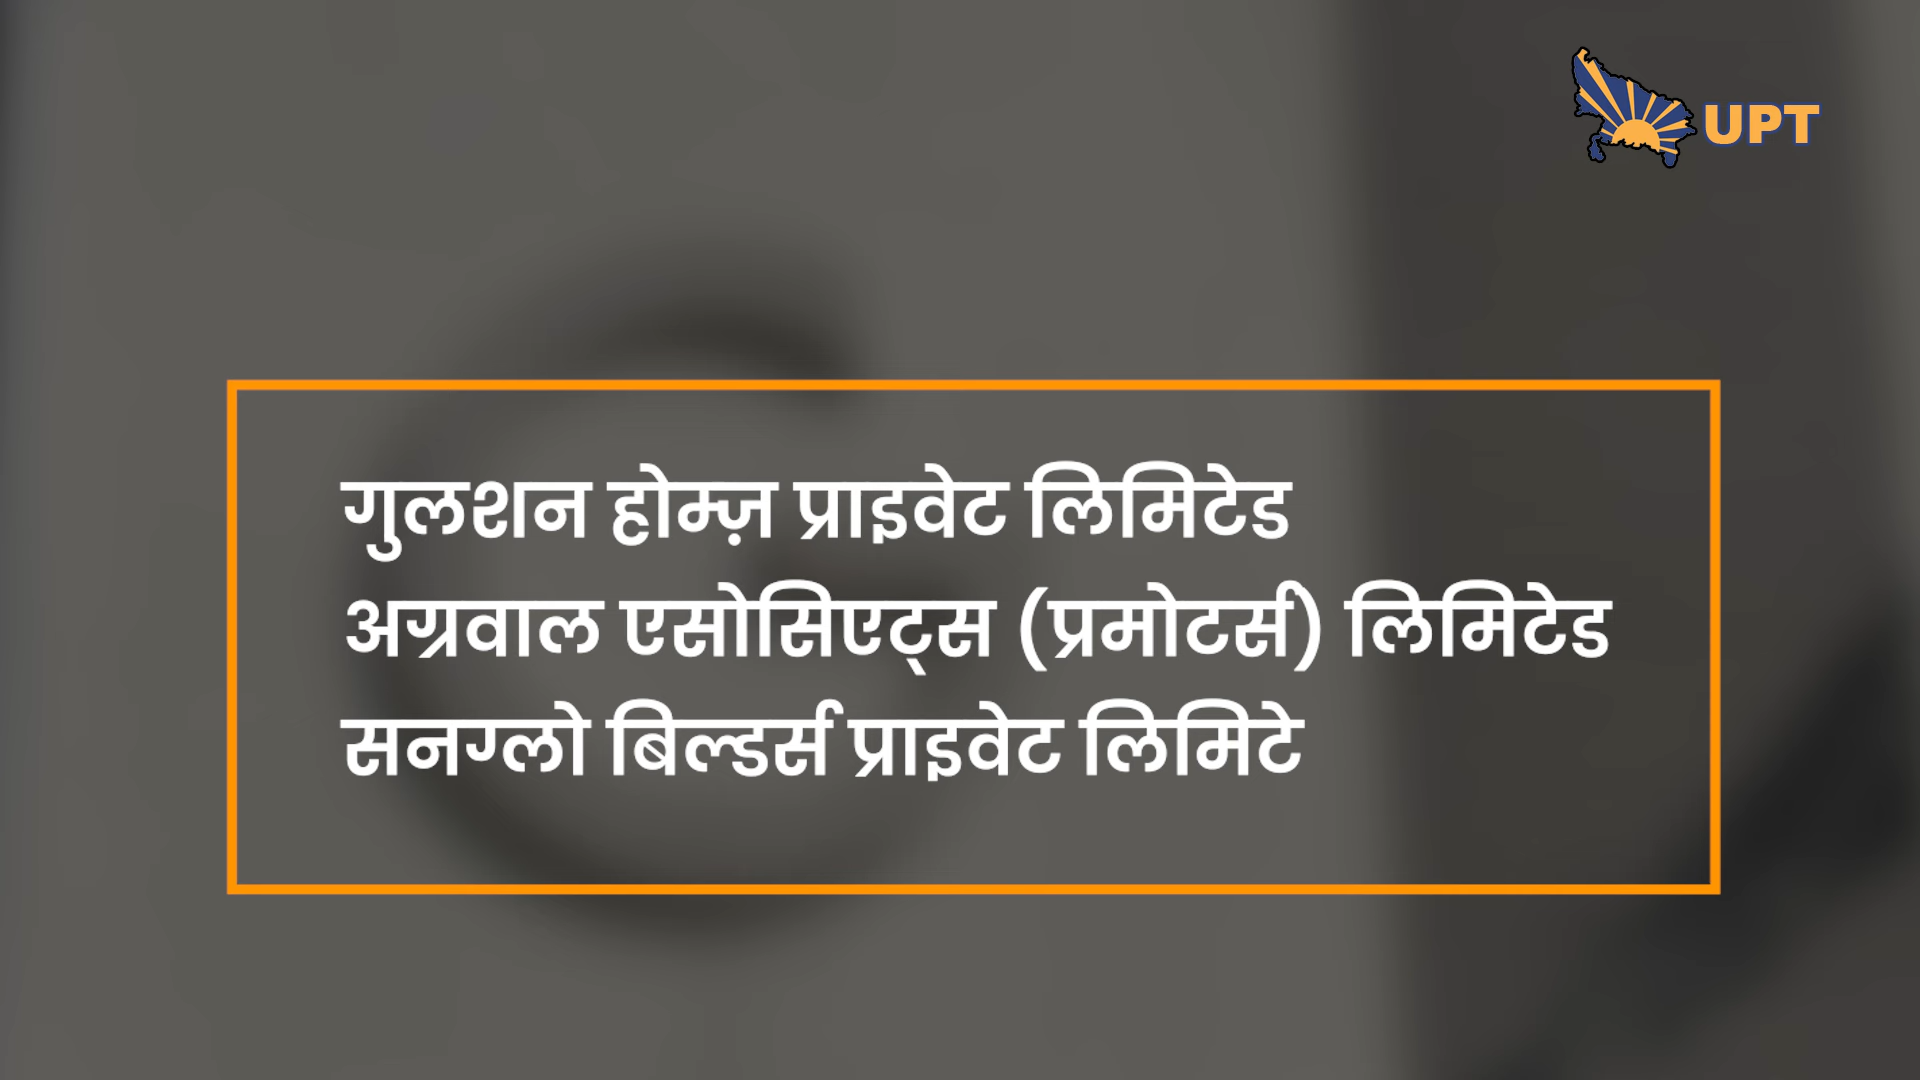 UPT
गुलशन होम्ज़ प्राइवेट लिमिटेड
अग्रवाल एसोसिएट्स (प्रमोटर्स) लिमिटेड
सनग्लो बिल्डर्स प्राइवेट लिमिटे